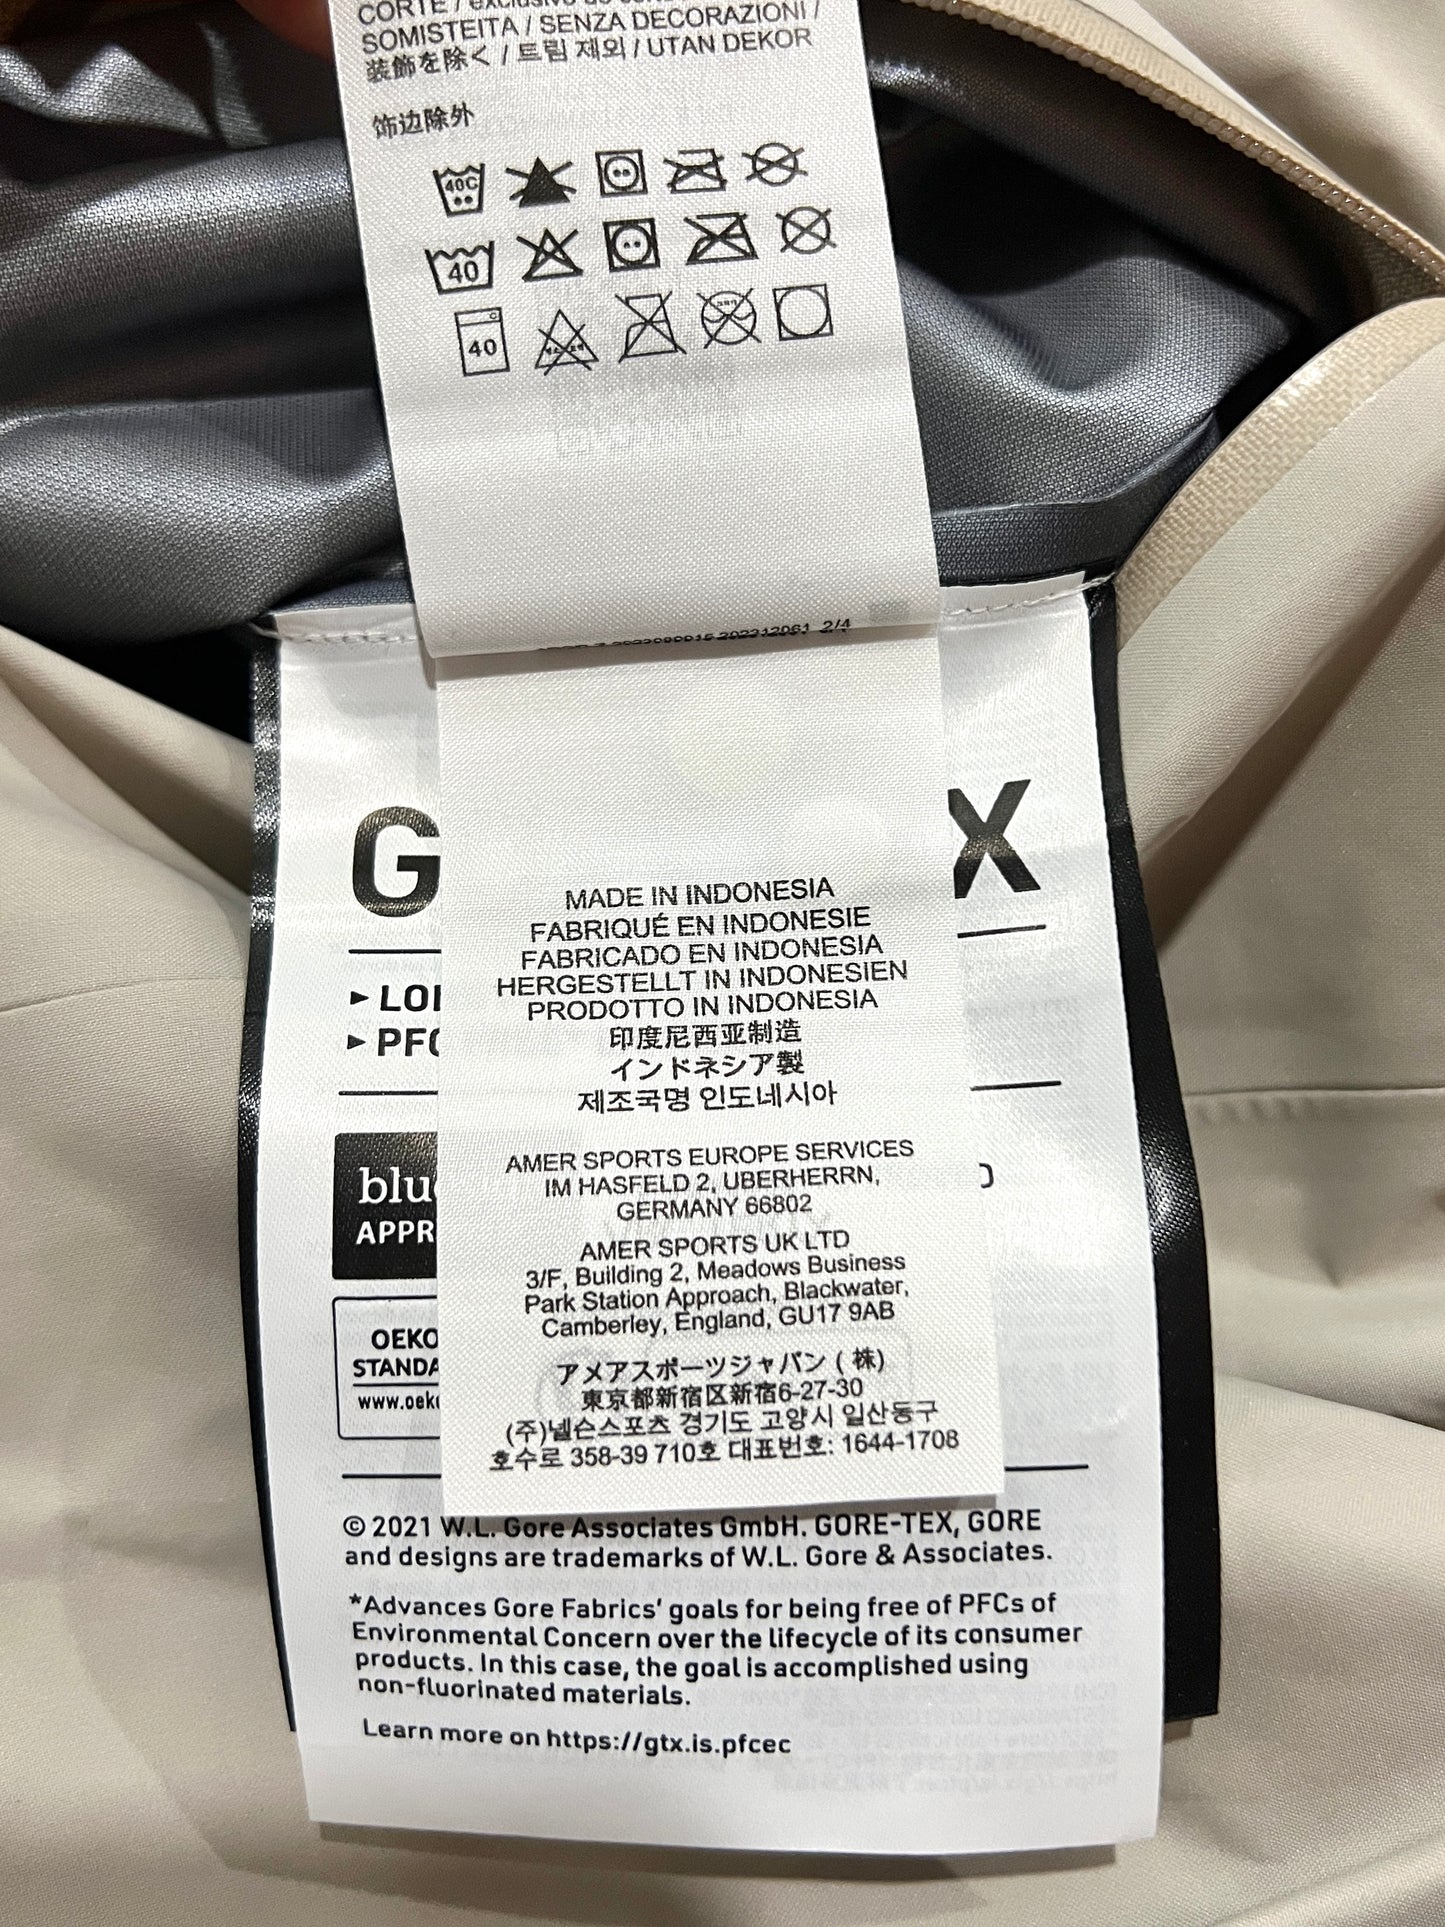 CORTE /
SOMISTEITA / SENZA DECORAZIONI /
装飾を除く / 트림 제외 / UTAN DEKOR
饰边除外
40C
40
40
2/4
G X
MADE IN INDONESIA
FABRIQUÉ EN INDONESIE
FABRICADO EN INDONESIA
HERGESTELLT IN INDONESIEN
PRODOTTO IN INDONESIA
印度尼西亚制造
インドネシア製
제조국명 인도네시아
AMER SPORTS EUROPE SERVICES
IM HASFELD 2, UBERHERRN,
GERMANY 66802
AMER SPORTS UK LTD
3/F, Building 2, Meadows Business
Park Station Approach, Blackwater,
Camberley, England, GU17 9AB
アメアスポーツジャパン ( 株)
東京都新宿区新宿6-27-30
(주)넬슨스포츠 경기도 고양시 일산동구
호수로 358-39 710호 대표번호: 1644-1708
blu
APPR
OEKO
STANDA
www.oek
© 2021 W.L. Gore Associates GmbH. GORE-TEX, GORE
and designs are trademarks of W.L. Gore & Associates.
*Advances Gore Fabrics' goals for being free of PFCs of
Environmental Concern over the lifecycle of its consumer
products. In this case, the goal is accomplished using
non-fluorinated materials.
Learn more on https://gtx.is.pfcec